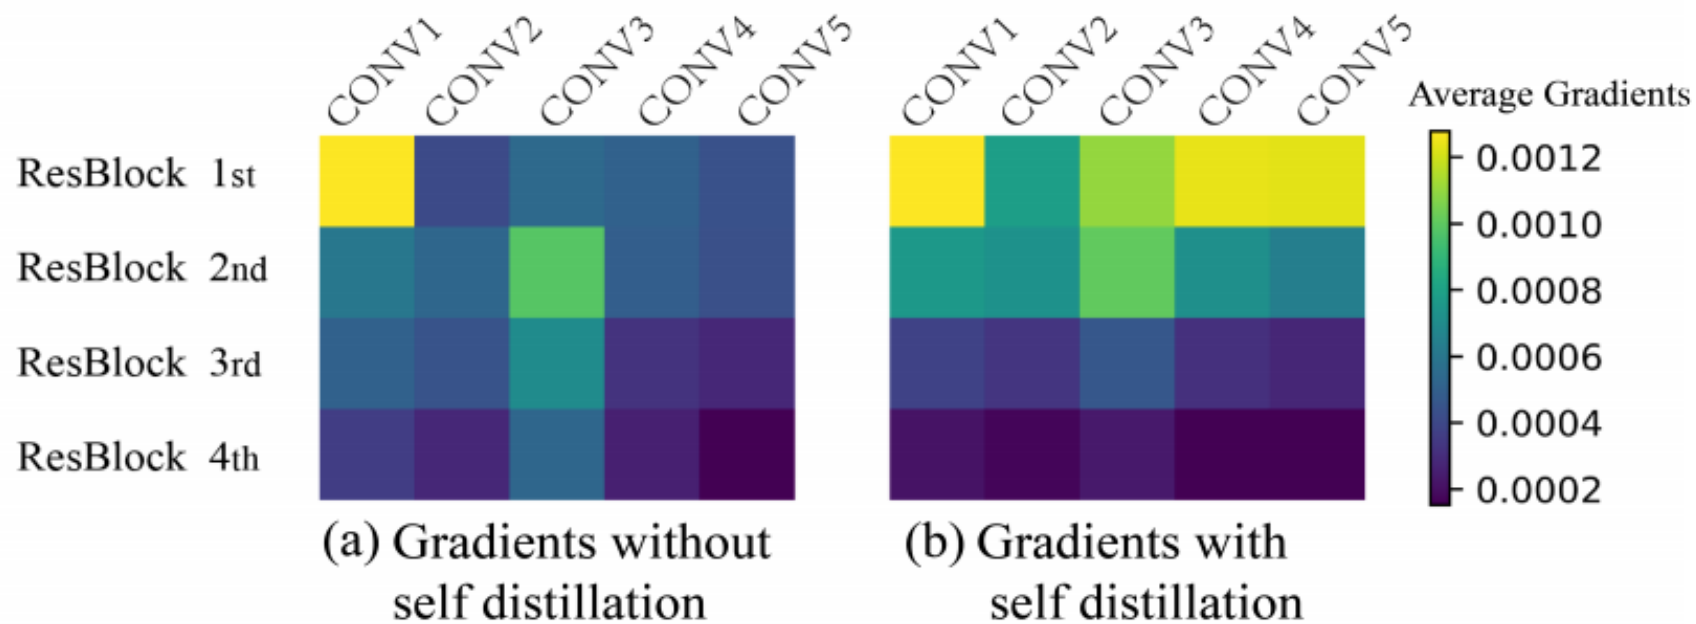 CONV1 CONV2 CONV3 CONV4 CONV5
CONV1 CONV2 CONV3 CONV4 CONV5
Average Gradients
ResBlock 1st
ResBlock 2nd
ResBlock 3rd
ResBlock 4th
0.0012
0.0010
0.0008
0.0006
0.0004
0.0002
(a) Gradients without
self distillation
(b) Gradients with
self distillation